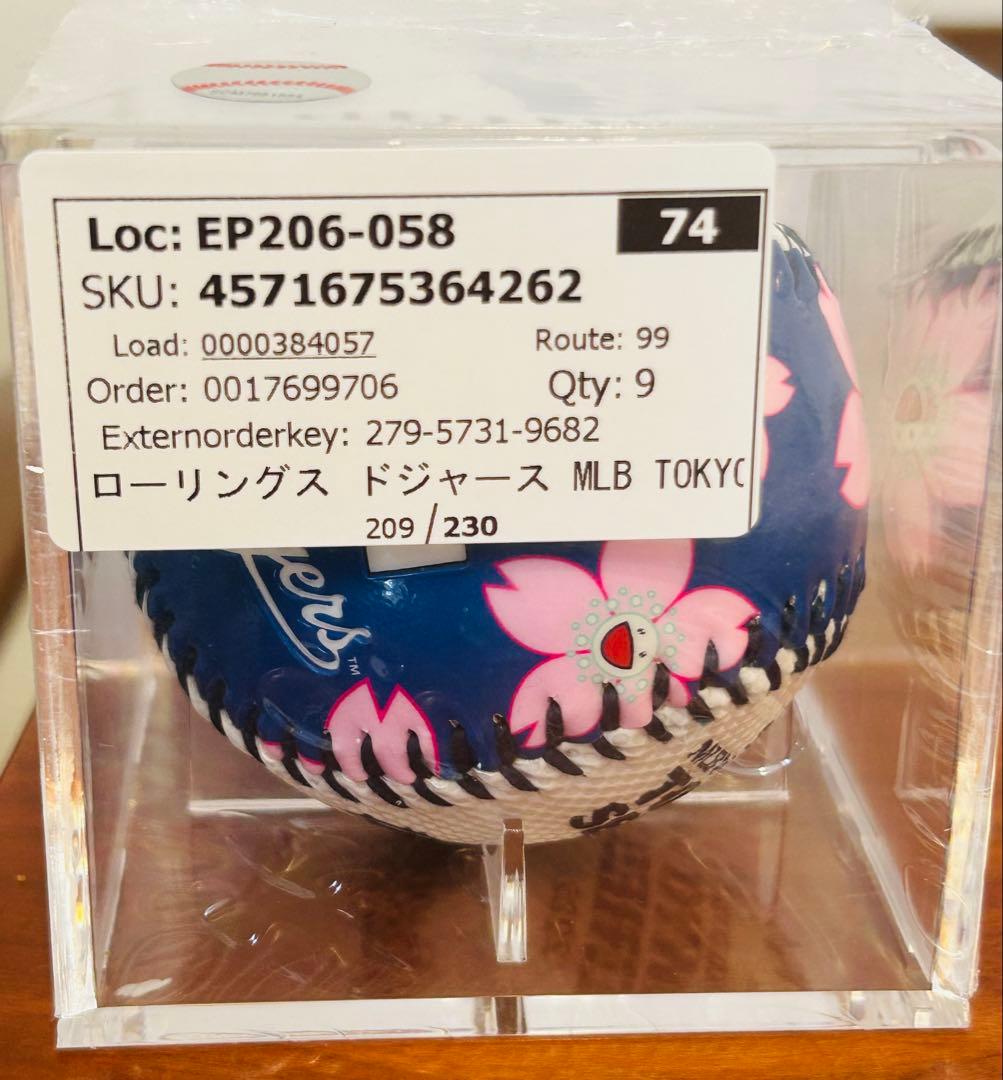 Loc: EP206-058
74
SKU: 4571675364262
Load: 0000384057
Route: 99
Order: 0017699706
Qty: 9
Externorderkey: 279-5731-9682
ローリングス ドジャース MLB TOKYO
209 / 230
gers™